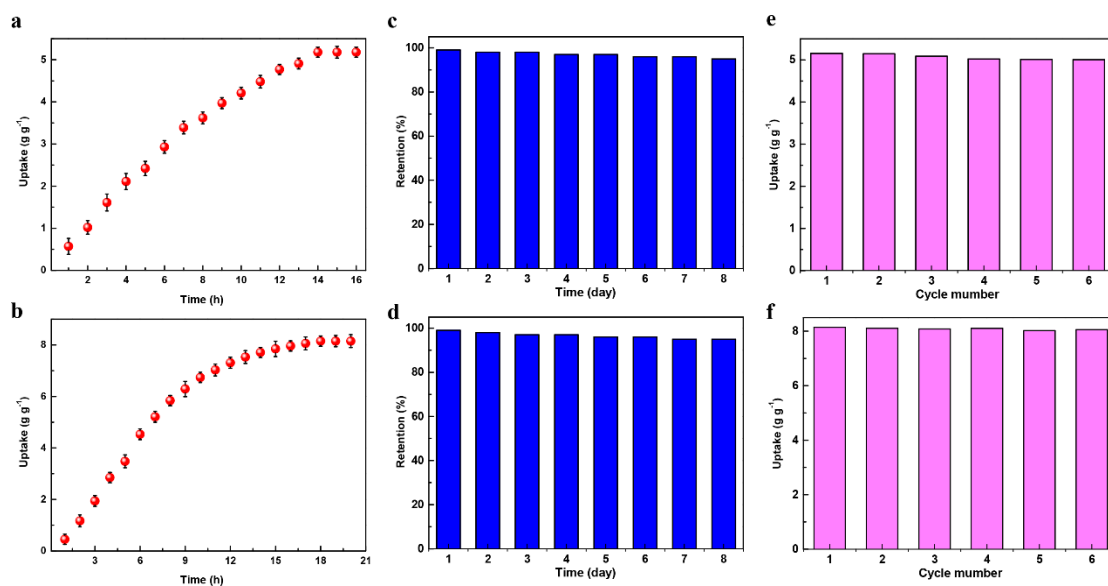 a
Uptake (g g⁻¹)
5
4
3
2
1
0
2 4 6 8 10 12 14 16
Time (h)
b
Uptake (g g⁻¹)
8
6
4
2
0
3 6 9 12 15 18 21
Time (h)
c
Retention (%)
100
80
60
40
20
0
1 2 3 4 5 6 7 8
Time (day)
d
Retention (%)
100
80
60
40
20
0
1 2 3 4 5 6 7 8
Time (day)
e
Uptake (g g⁻¹)
5
4
3
2
1
0
1 2 3 4 5 6
Cycle mumber
f
Uptake (g g⁻¹)
8
6
4
2
0
1 2 3 4 5 6
Cycle mumber